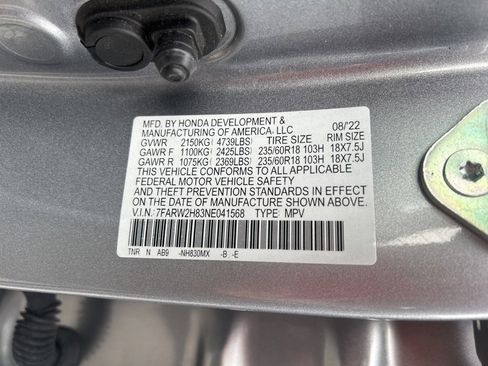 MFD. BY HONDA DEVELOPMENT &
MANUFACTURING OF AMERICA, LLC 08/'22
GVWR 2150KG( 4739LBS) TIRE SIZE RIM SIZE
GAWR F 1100KG( 2425LBS) 235/60R18 103H 18X7.5J
GAWR R 1075KG( 2369LBS) 235/60R18 103H 18X7.5J
THIS VEHICLE CONFORMS TO ALL APPLICABLE
FEDERAL MOTOR VEHICLE SAFETY
AND THEFT PREVENTION STANDARDS IN EFFECT
ON THE DATE OF MANUFACTURE SHOWN ABOVE.
V.I.N. 7FARW2H83NE041568 TYPE MPV
TNR N AB9 -NH830MX -B -E